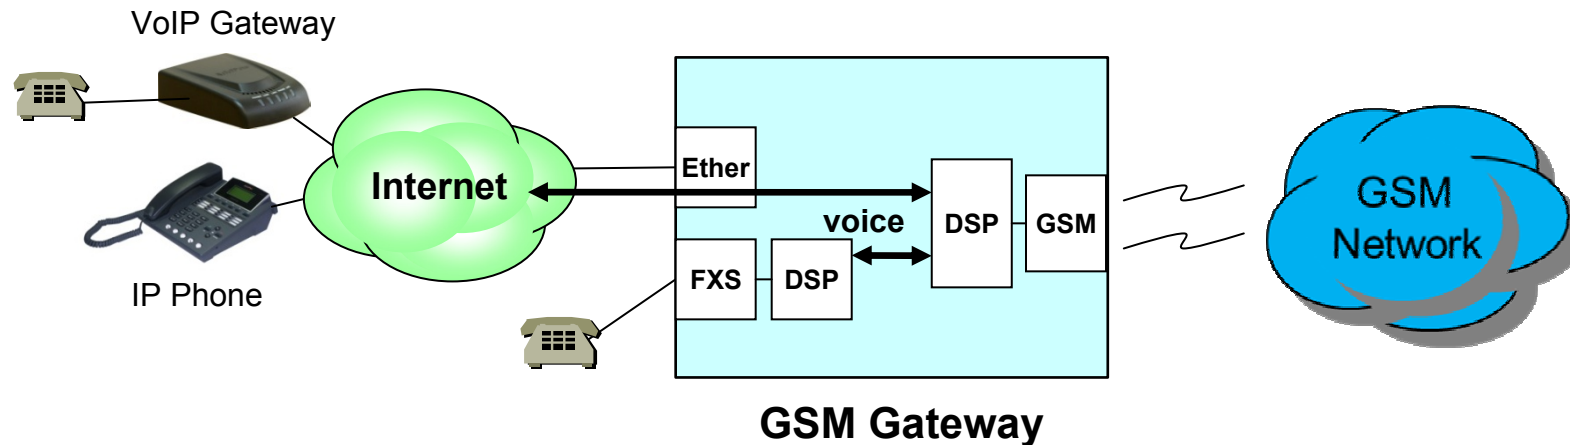 VoIP Gateway
Internet
IP Phone
Ether
voice
DSP
GSM
FXS
DSP
GSM
Network
GSM Gateway